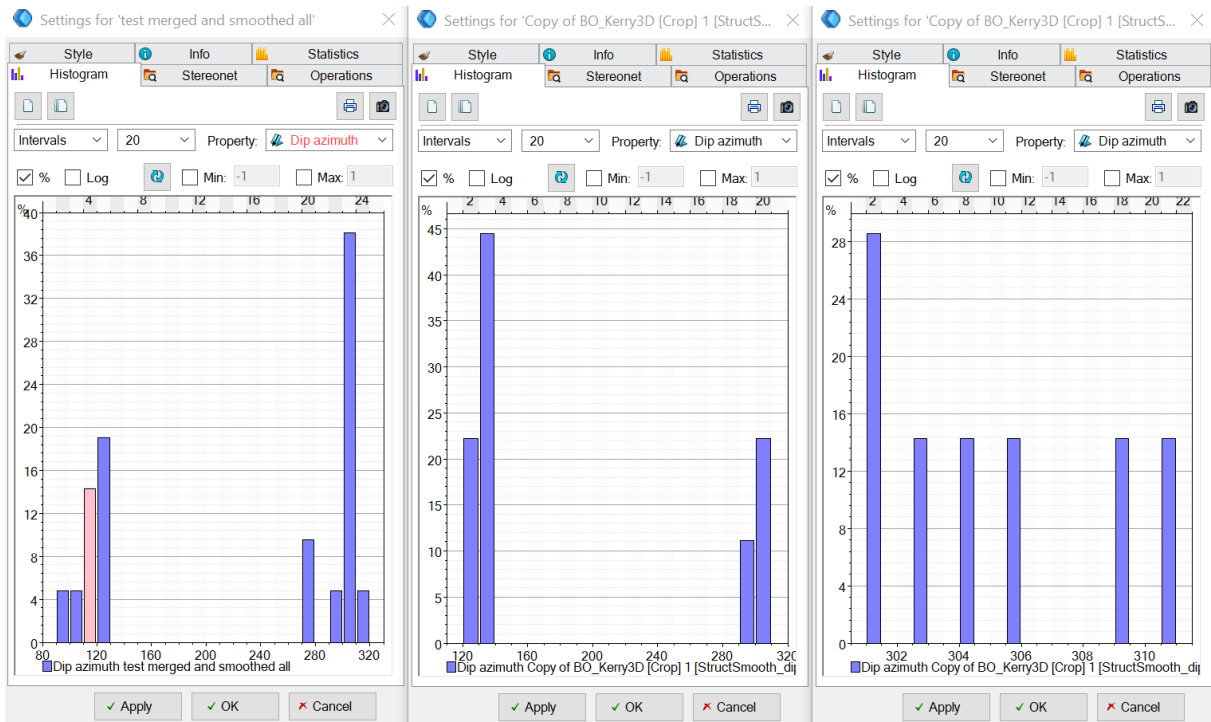 Settings for 'test merged and smoothed all'
Style Info Statistics
Histogram Stereonet Operations
Intervals 20 Property: Dip azimuth
% Log Min: -1 Max: 1
4 8 12 16 20 24
%
40
36
32
28
24
20
16
12
8
4
0
80 120 160 200 240 280 320
Dip azimuth test merged and smoothed all
Apply OK Cancel
Settings for 'Copy of BO_Kerry3D [Crop] 1 [StructS...
Style Info Statistics
Histogram Stereonet Operations
Intervals 20 Property: Dip azimuth
% Log Min: -1 Max: 1
2 4 6 8 10 12 14 16 18 20
%
45
40
35
30
25
20
15
10
5
0
120 160 200 240 280 320
Dip azimuth Copy of BO_Kerry3D [Crop] 1 [StructSmooth_dip
Apply OK Cancel
Settings for 'Copy of BO_Kerry3D [Crop] 1 [StructS...
Style Info Statistics
Histogram Stereonet Operations
Intervals 20 Property: Dip azimuth
% Log Min: -1 Max: 1
2 4 6 8 10 12 14 16 18 20 22
%
28
24
20
16
12
8
4
0
302 304 306 308 310
Dip azimuth Copy of BO_Kerry3D [Crop] 1 [StructSmooth_dip
Apply OK Cancel